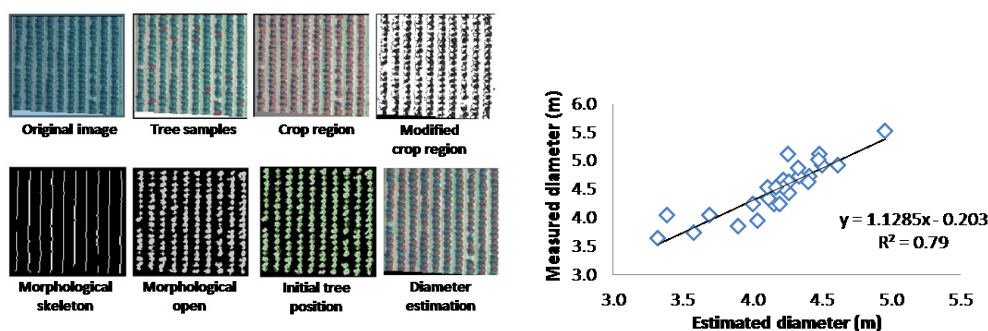 Original image
Tree samples
Crop region
Modified
crop region
Morphological
skeleton
Morphological
open
Initial tree
position
Diameter
estimation
Measured diameter (m)
6.0
5.5
5.0
4.5
4.0
3.5
3.0
y = 1.1285x - 0.203
R² = 0.79
3.0
3.5
4.0
4.5
5.0
5.5
Estimated diameter (m)